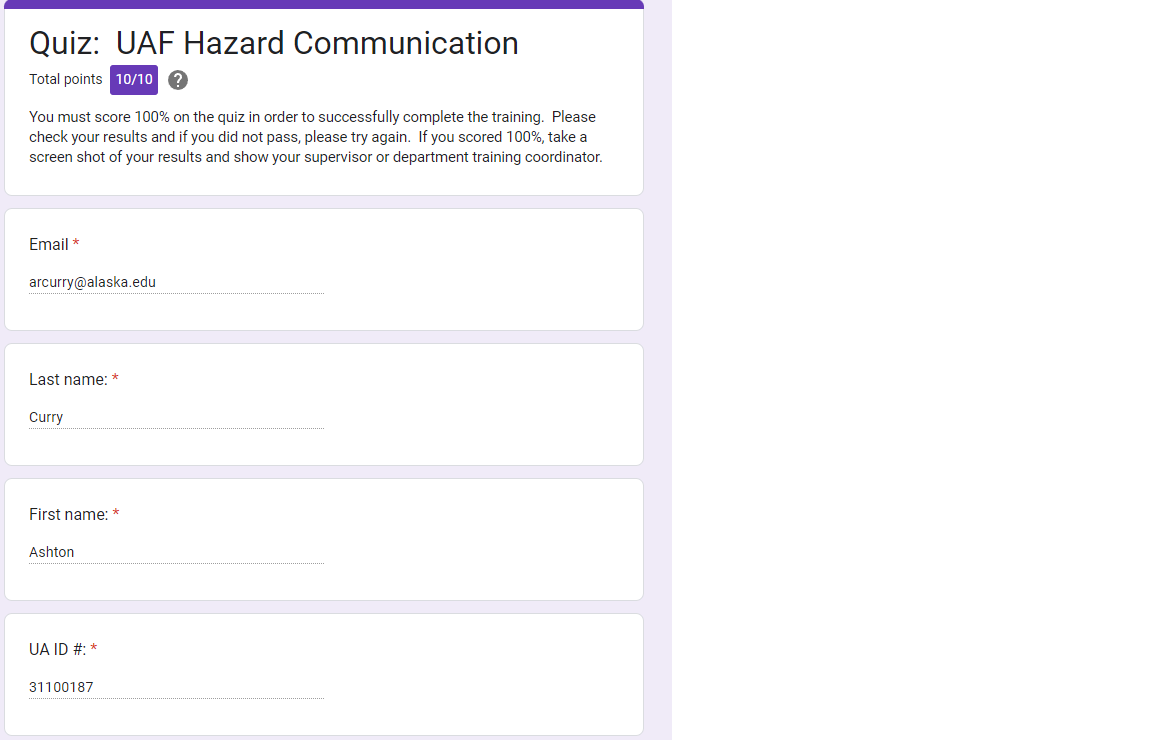 Quiz:  UAF Hazard Communication
Total points 10/10 ?
You must score 100% on the quiz in order to successfully complete the training.  Please
check your results and if you did not pass, please try again.  If you scored 100%, take a
screen shot of your results and show your supervisor or department training coordinator.
Email *
arcurry@alaska.edu
Last name: *
Curry
First name: *
Ashton
UA ID #: *
31100187